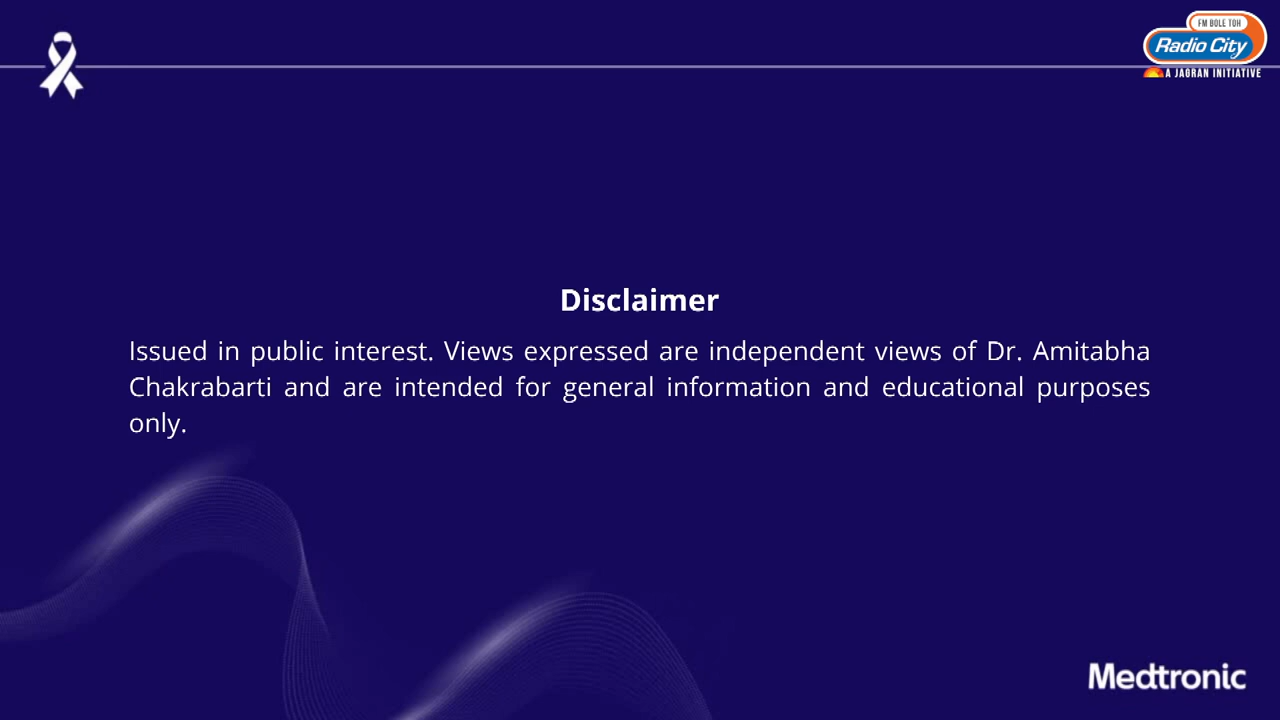 FM BOLE TOH
Radio City
A JAGRAN INITIATIVE
Disclaimer
Issued in public interest. Views expressed are independent views of Dr. Amitabha
Chakrabarti and are intended for general information and educational purposes
only.
Medtronic